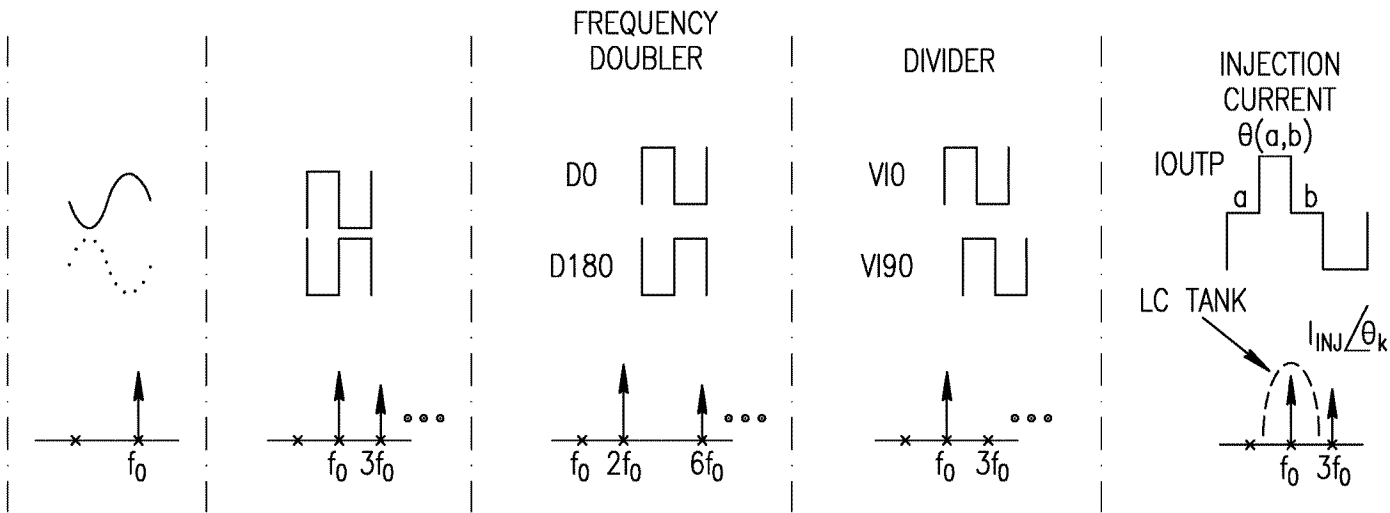 FREQUENCY
DOUBLER
DIVIDER
INJECTION
CURRENT
θ(a,b)
IOUTP
a
b
D0
D180
VI0
VI90
LC TANK
I_INJ∠θ_k
f₀
f₀ 3f₀
f₀ 2f₀ 6f₀
f₀ 3f₀
f₀ 3f₀